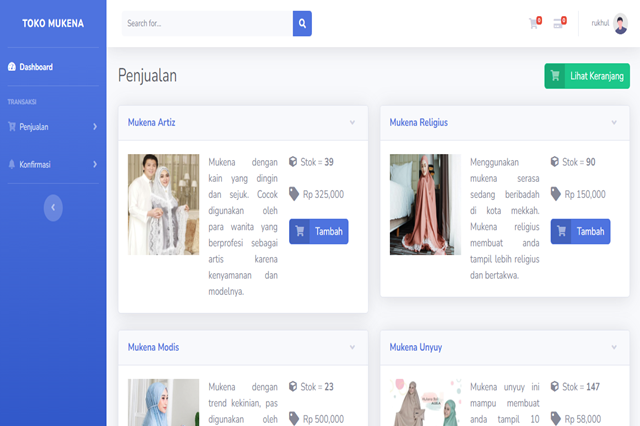 TOKO MUKENA
Search for...
0
0
rukhul
Dashboard
TRANSAKSI
Penjualan
Konfirmasi
Penjualan
Lihat Keranjang
Mukena Artiz
Mukena dengan
kain yang dingin
dan sejuk. Cocok
digunakan oleh
para wanita yang
berprofesi sebagai
artis karena
kenyamanan dan
modelnya.
Stok = 39
Rp 325,000
Tambah
Mukena Religius
Menggunakan
mukena serasa
sedang beribadah
di kota mekkah.
Mukena religius
membuat anda
tampil lebih religius
dan bertakwa.
Stok = 90
Rp 150,000
Tambah
Mukena Modis
Mukena dengan
trend kekinian, pas
digunakan oleh
Stok = 23
Rp 500,000
Mukena Unyuy
Mukena unyuy ini
mampu membuat
anda tampil 10
Stok = 147
Rp 58,000